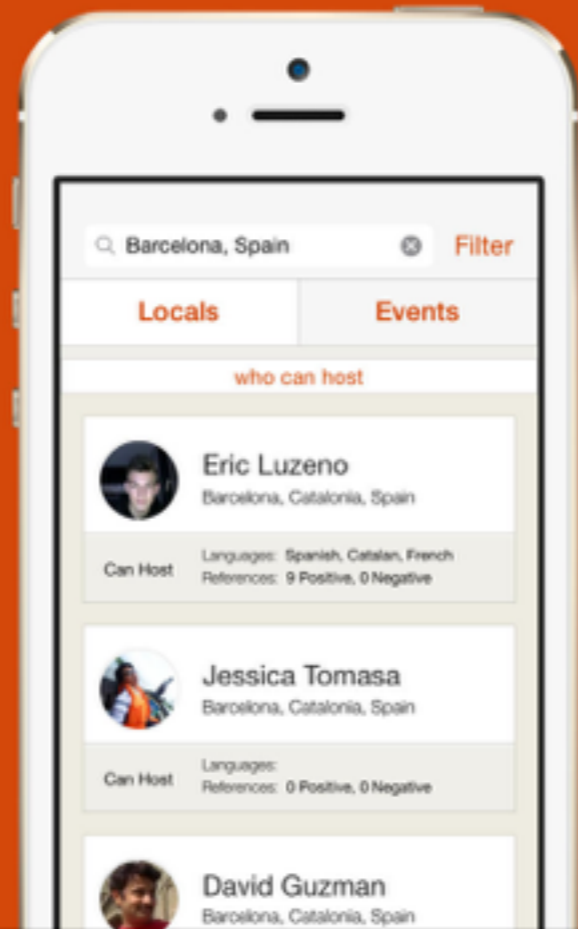 Barcelona, Spain Filter
Locals Events
who can host
Eric Luzeno
Barcelona, Catalonia, Spain
Can Host
Languages: Spanish, Catalan, French
References: 9 Positive, 0 Negative
Jessica Tomasa
Barcelona, Catalonia, Spain
Can Host
Languages:
References: 0 Positive, 0 Negative
David Guzman
Barcelona, Catalonia, Spain